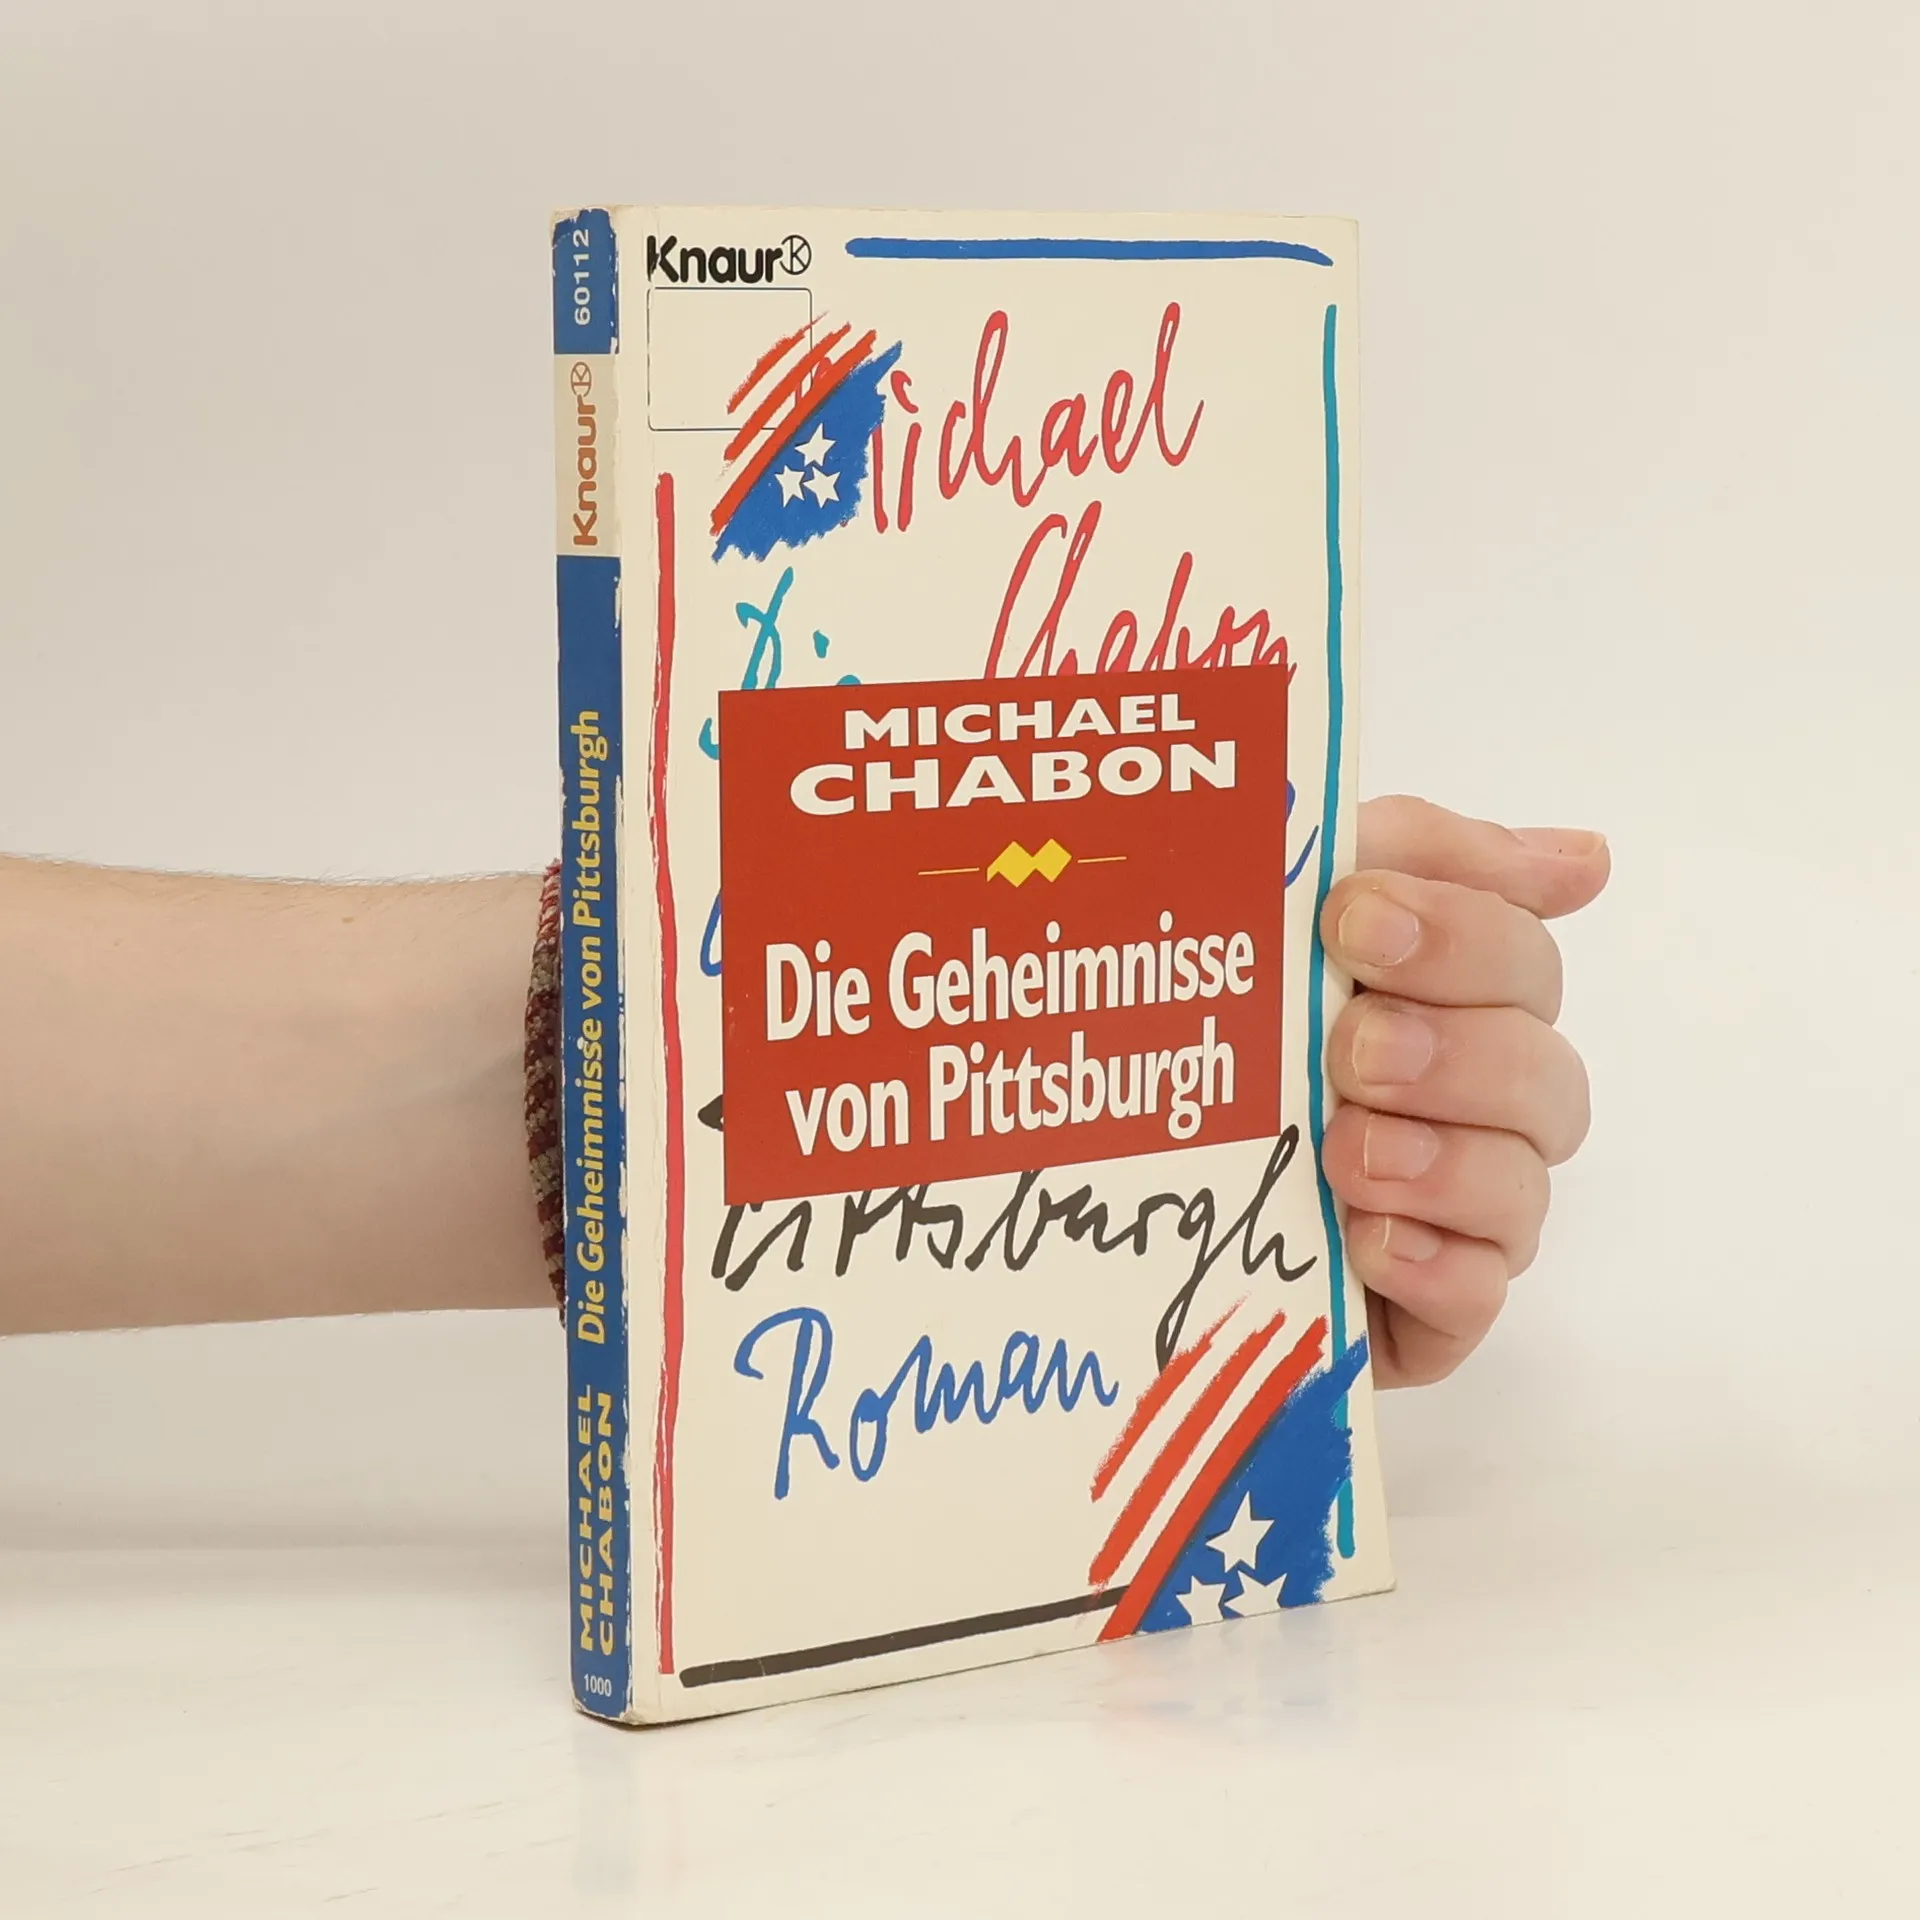 60112
Knaur
Die Geheimnisse von Pittsburgh
MICHAEL
CHABON
1000
Knaur
Michael
Chabon
MICHAEL
CHABON
Die Geheimnisse
von Pittsburgh
Pittsburgh
Roman